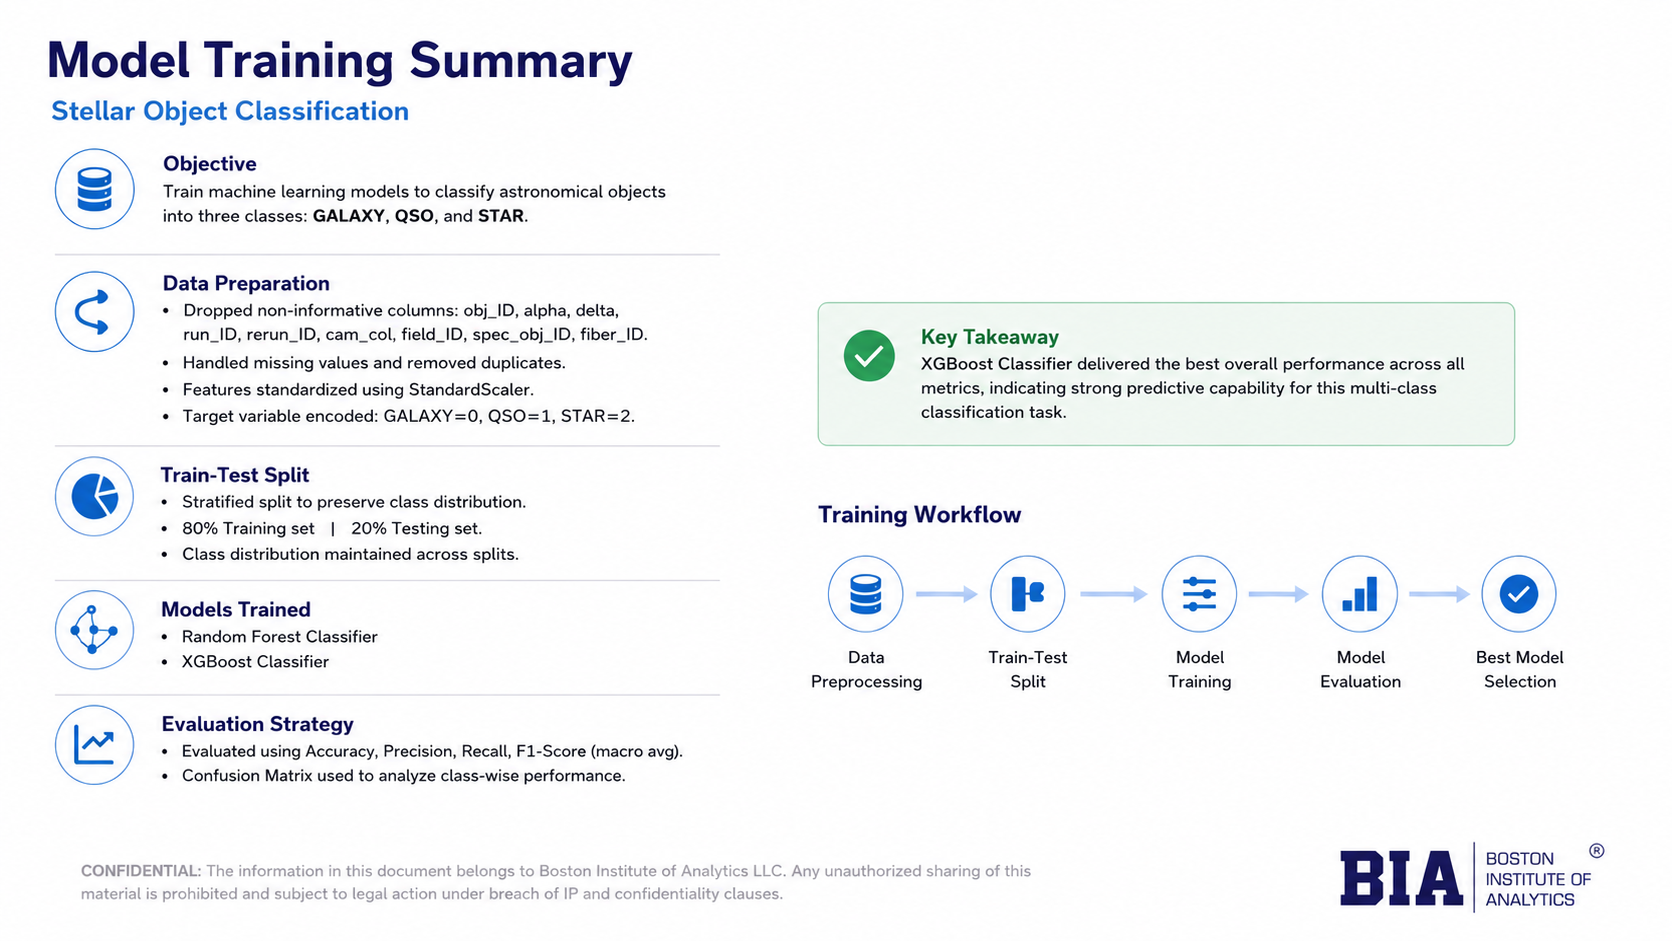 Model Training Summary
Stellar Object Classification
Objective
Train machine learning models to classify astronomical objects
into three classes: GALAXY, QSO, and STAR.
Data Preparation
• Dropped non-informative columns: obj_ID, alpha, delta,
run_ID, rerun_ID, cam_col, field_ID, spec_obj_ID, fiber_ID.
• Handled missing values and removed duplicates.
• Features standardized using StandardScaler.
• Target variable encoded: GALAXY=0, QSO=1, STAR=2.
Train-Test Split
• Stratified split to preserve class distribution.
• 80% Training set | 20% Testing set.
• Class distribution maintained across splits.
Models Trained
• Random Forest Classifier
• XGBoost Classifier
Evaluation Strategy
• Evaluated using Accuracy, Precision, Recall, F1-Score (macro avg).
• Confusion Matrix used to analyze class-wise performance.
Key Takeaway
XGBoost Classifier delivered the best overall performance across all
metrics, indicating strong predictive capability for this multi-class
classification task.
Training Workflow
Data
Preprocessing
Train-Test
Split
Model
Training
Model
Evaluation
Best Model
Selection
CONFIDENTIAL: The information in this document belongs to Boston Institute of Analytics LLC. Any unauthorized sharing of this
material is prohibited and subject to legal action under breach of IP and confidentiality clauses.
BIA
BOSTON
INSTITUTE OF
ANALYTICS
®